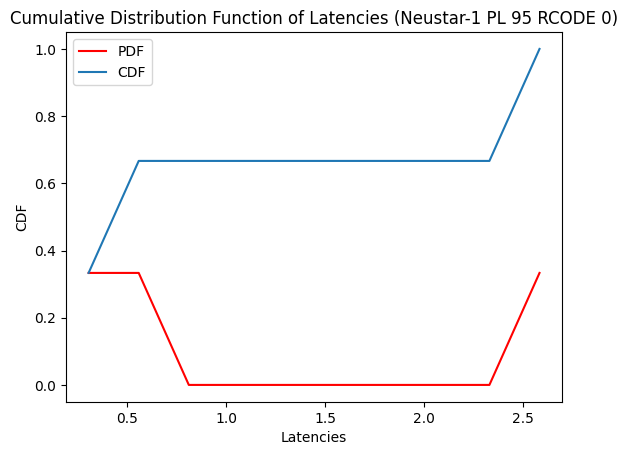 Cumulative Distribution Function of Latencies (Neustar-1 PL 95 RCODE 0)
PDF
CDF
1.0
0.8
0.6
0.4
0.2
0.0
CDF
0.5 1.0 1.5 2.0 2.5
Latencies